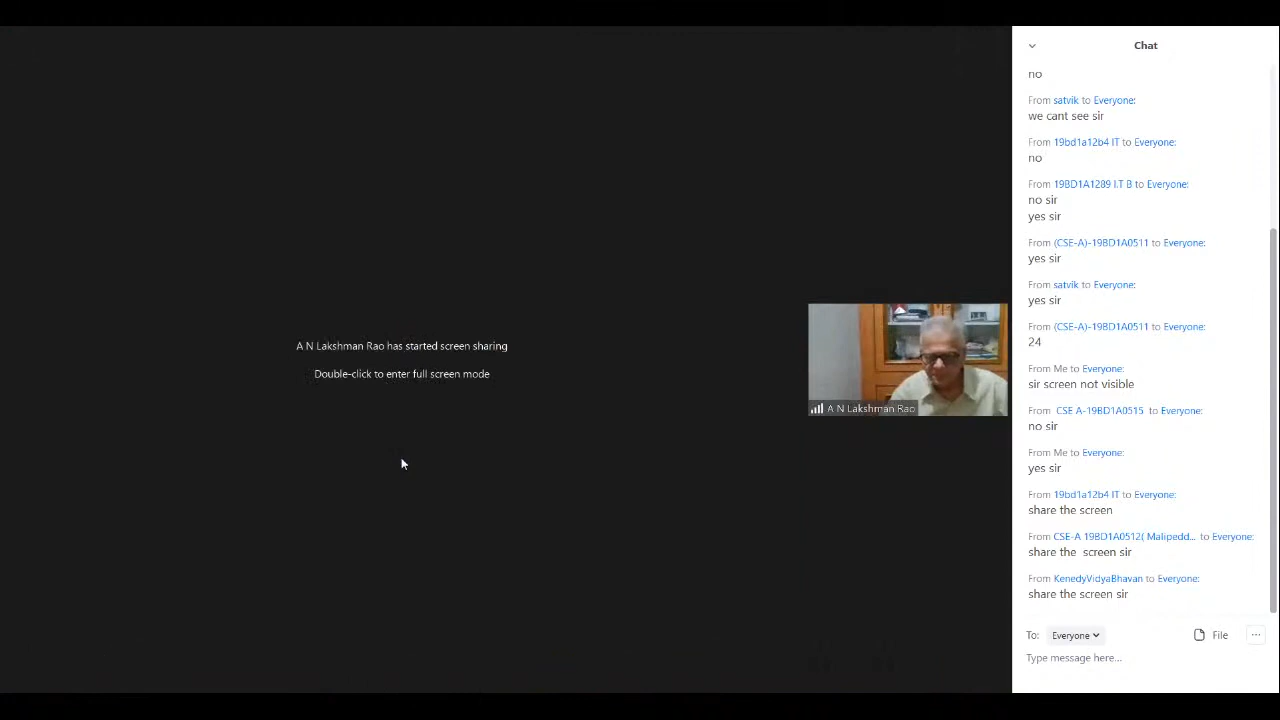 Chat
no
From satvik to Everyone:
we cant see sir
From 19bd1a12b4 IT to Everyone:
no
From 19BD1A1289 I.T B to Everyone:
no sir
yes sir
From (CSE-A)-19BD1A0511 to Everyone:
yes sir
From satvik to Everyone:
yes sir
From (CSE-A)-19BD1A0511 to Everyone:
24
From Me to Everyone:
sir screen not visible
From CSE A-19BD1A0515 to Everyone:
no sir
From Me to Everyone:
yes sir
From 19bd1a12b4 IT to Everyone:
share the screen
From CSE-A 19BD1A0512( Malipedd... to Everyone:
share the  screen sir
From KenedyVidyaBhavan to Everyone:
share the screen sir
To: Everyone File ...
Type message here...
A N Lakshman Rao has started screen sharing
Double-click to enter full screen mode
A N Lakshman Rao